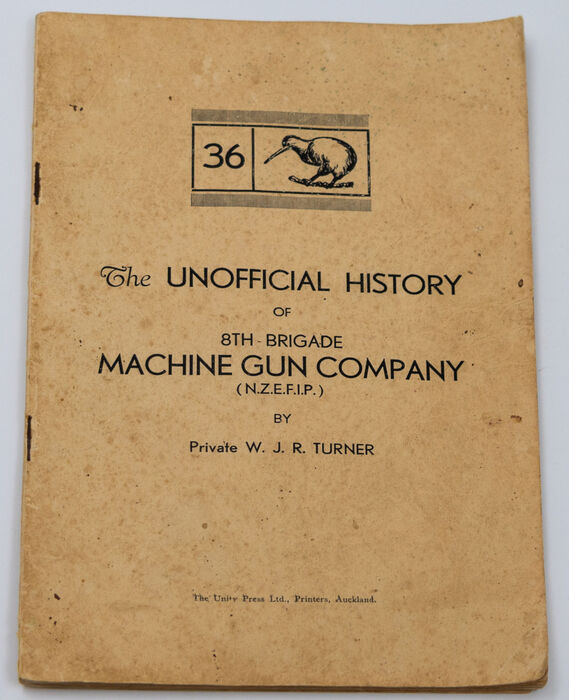 36
The UNOFFICIAL HISTORY
OF
8TH - BRIGADE
MACHINE GUN COMPANY
( N.Z.E.F.I.P. )
BY
Private W. J. R. TURNER
The Unity Press Ltd., Printers, Auckland.